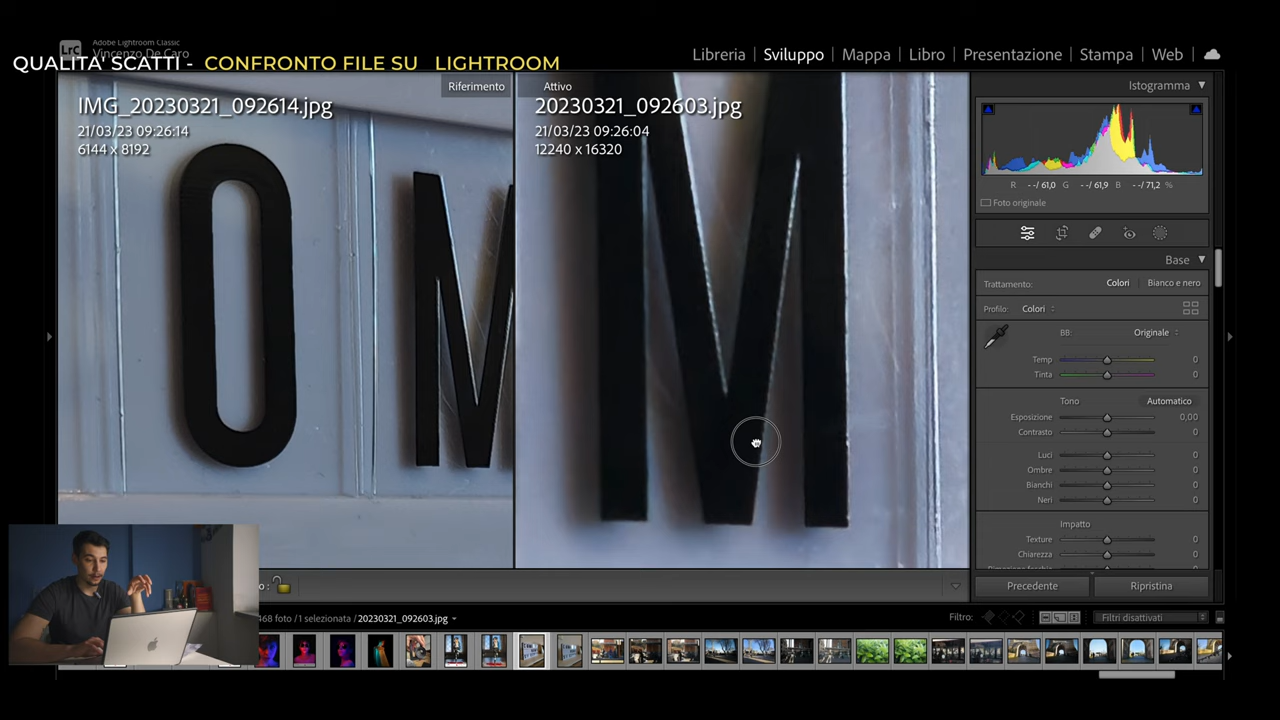 LrC
Adobe Lightroom Classic
Vincenzo De Caro
QUALITA' SCATTI - CONFRONTO FILE SU LIGHTROOM
Libreria | Sviluppo | Mappa | Libro | Presentazione | Stampa | Web
Riferimento
Attivo
IMG_20230321_092614.jpg
21/03/23 09:26:14
6144 x 8192
20230321_092603.jpg
21/03/23 09:26:04
12240 x 16320
O M
M
Istogramma
R --/ 61,0 G --/ 61,9 B --/ 71,2 %
Foto originale
Base
Trattamento: Colori Bianco e nero
Profilo: Colori
BB: Originale
Temp 0
Tinta 0
Tono Automatico
Esposizione 0,00
Contrasto 0
Luci 0
Ombre 0
Bianchi 0
Neri 0
Impatto
Texture 0
Chiarezza 0
Precedente Ripristina
468 foto /1 selezionata / 20230321_092603.jpg
Filtro: Filtri disattivati